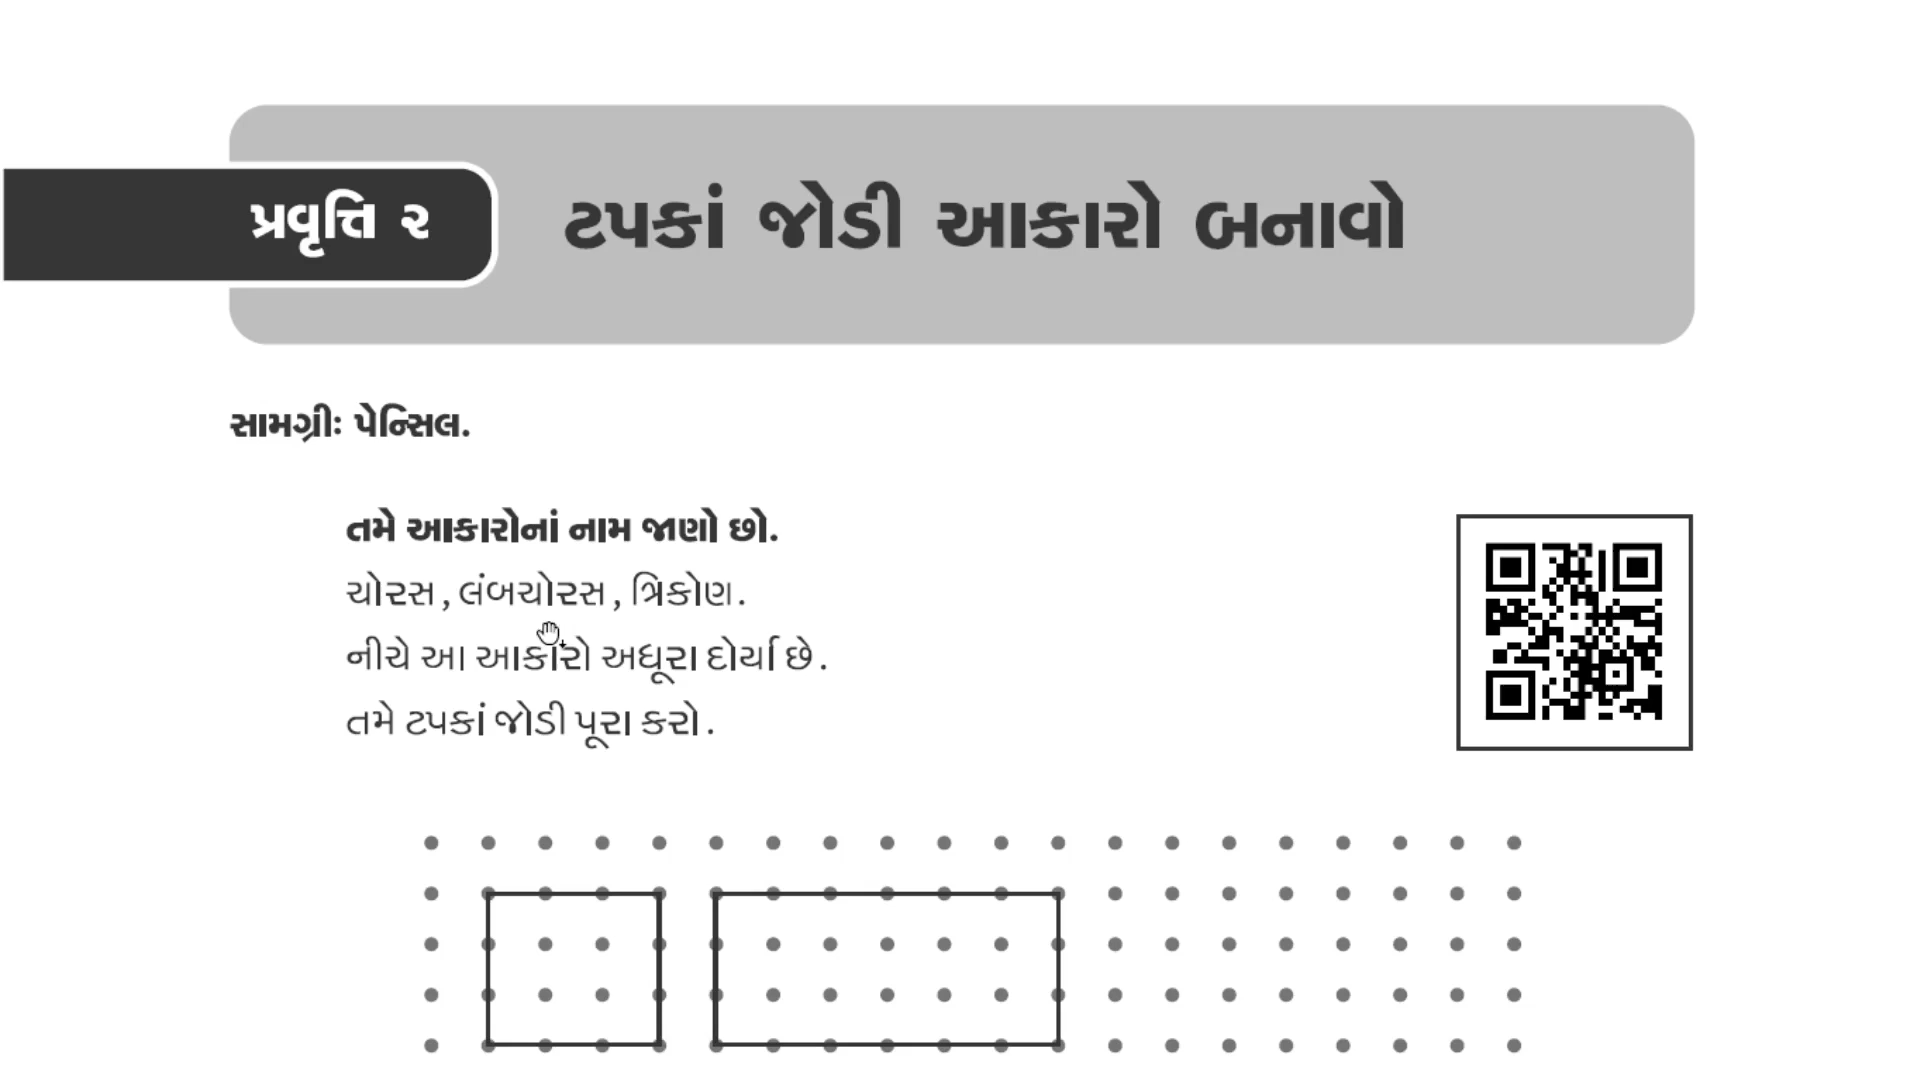 પ્રવૃત્તિ ૨
ટપકાં જોડી આકારો બનાવો
સામગ્રીઃ પેન્સિલ.
તમે આકારોનાં નામ જાણો છો.
ચોરસ, લંબચોરસ, ત્રિકોણ.
નીચે આ આકારો અધૂરા દોર્યા છે.
તમે ટપકાં જોડી પૂરા કરો.